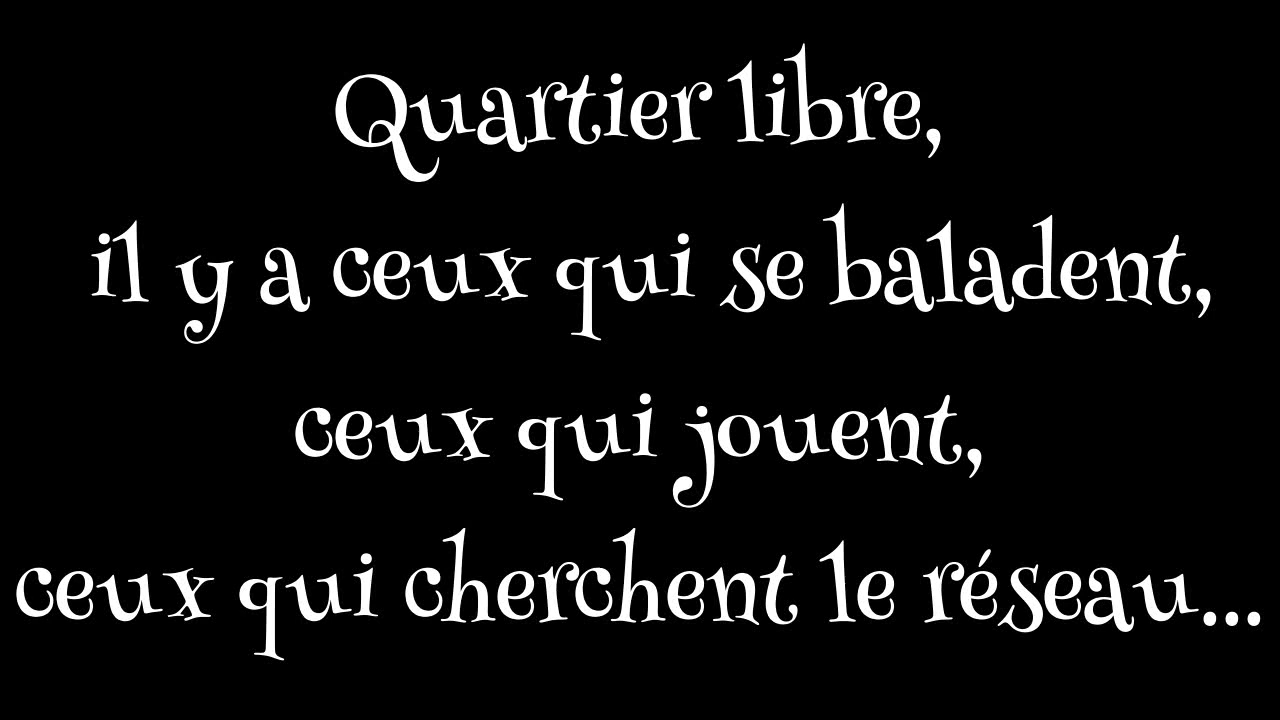 Quartier libre,
il y a ceux qui se baladent,
ceux qui jouent,
ceux qui cherchent le réseau...